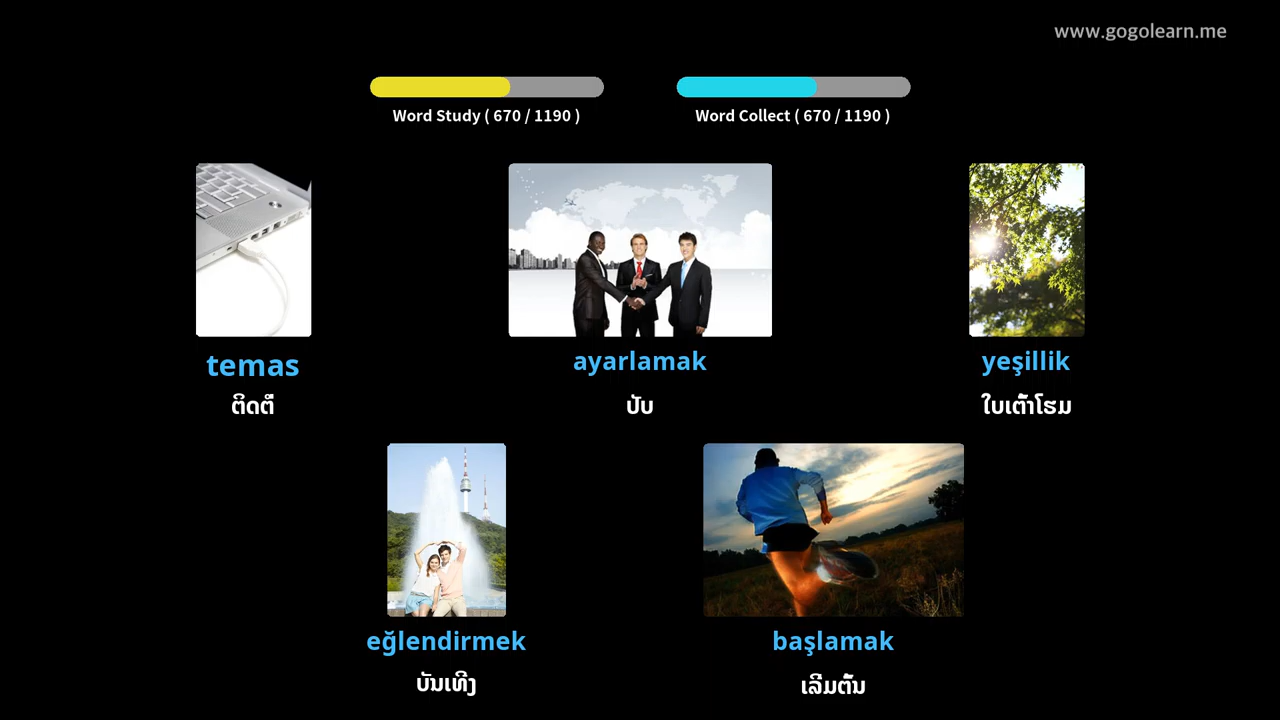 www.gogolearn.me
Word Study ( 670 / 1190 )
Word Collect ( 670 / 1190 )
temas
ຕິດຕໍ່
ayarlamak
ປັບ
yeşillik
ໃບເຕົ້າໂຮມ
eğlendirmek
ບັນເທີງ
başlamak
ເລີ່ມຕົ້ນ